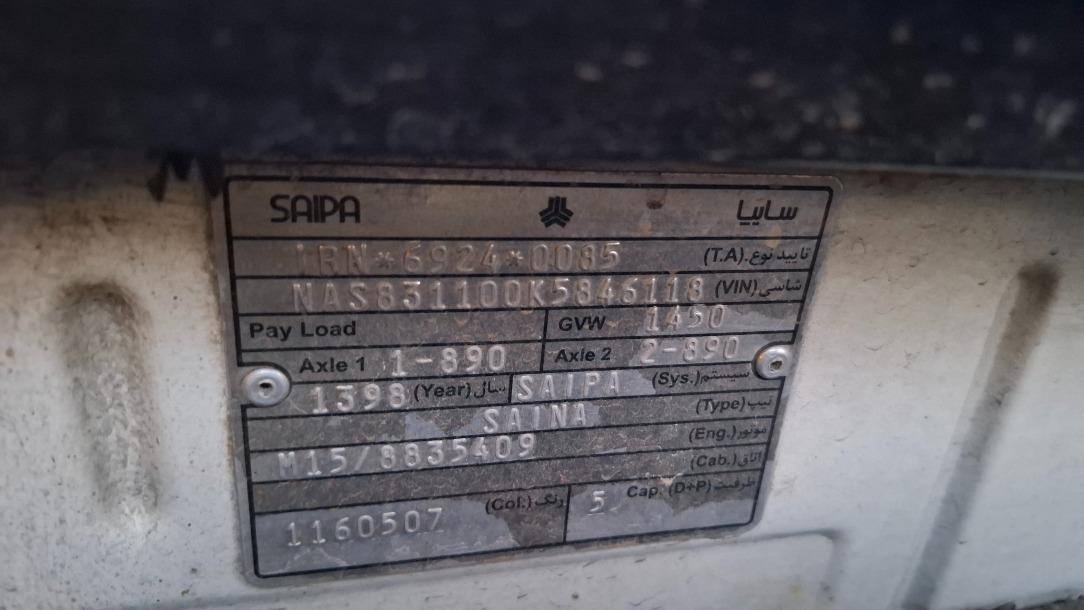 SAIPA سایپا
IRN*6924*0085 تایید نوع.(T.A)
NAS831100K5846118 شاسی(VIN)
Pay Load GVW 1450
Axle 1 1-890 Axle 2 2-890
1398 سال(Year) SAIPA سیستم(Sys.)
SAINA تیپ(Type)
M15/8835409 موتور(Eng.)
اتاق(Cab.)
1160507 رنگ(Col.) 5 ظرفیت Cap. (D+P)